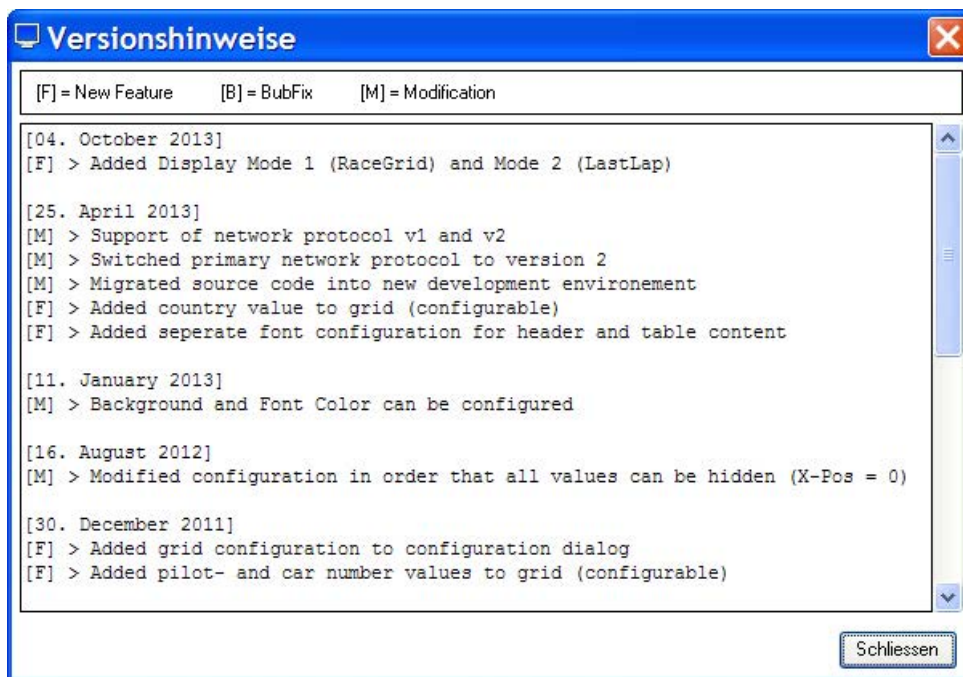 Versionshinweise
[F] = New Feature [B] = BubFix [M] = Modification
[04. October 2013]
[F] > Added Display Mode 1 (RaceGrid) and Mode 2 (LastLap)
[25. April 2013]
[M] > Support of network protocol v1 and v2
[M] > Switched primary network protocol to version 2
[M] > Migrated source code into new development environement
[F] > Added country value to grid (configurable)
[F] > Added seperate font configuration for header and table content
[11. January 2013]
[M] > Background and Font Color can be configured
[16. August 2012]
[M] > Modified configuration in order that all values can be hidden (X-Pos = 0)
[30. December 2011]
[F] > Added grid configuration to configuration dialog
[F] > Added pilot- and car number values to grid (configurable)
Schliessen